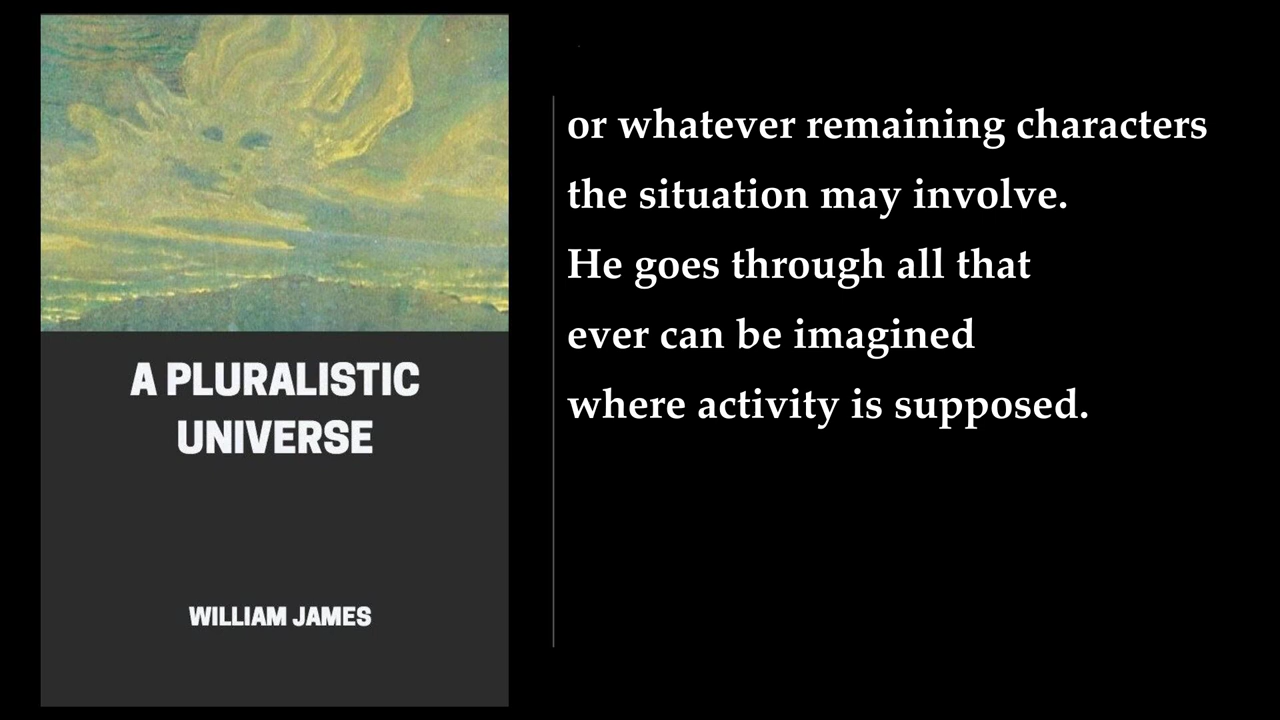 A PLURALISTIC
UNIVERSE
WILLIAM JAMES
or whatever remaining characters
the situation may involve.
He goes through all that
ever can be imagined
where activity is supposed.